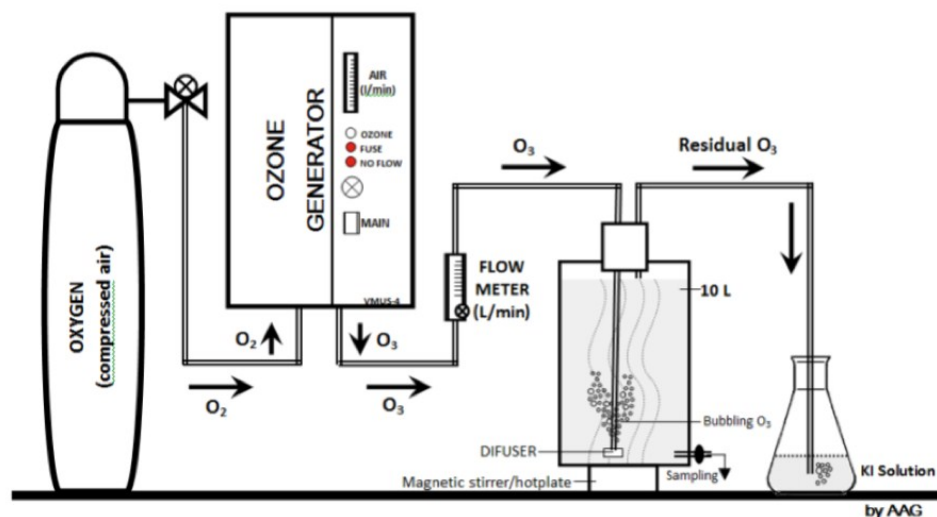 OXYGEN
(compressed air)
OZONE
GENERATOR
AIR
(l/min)
OZONE
FUSE
NO FLOW
MAIN
VMUS-4
O₂
O₂
O₃
O₃
FLOW
METER
(L/min)
O₃
Residual O₃
10 L
Bubbling O₃
DIFUSER
Sampling
Magnetic stirrer/hotplate
KI Solution
by AAG